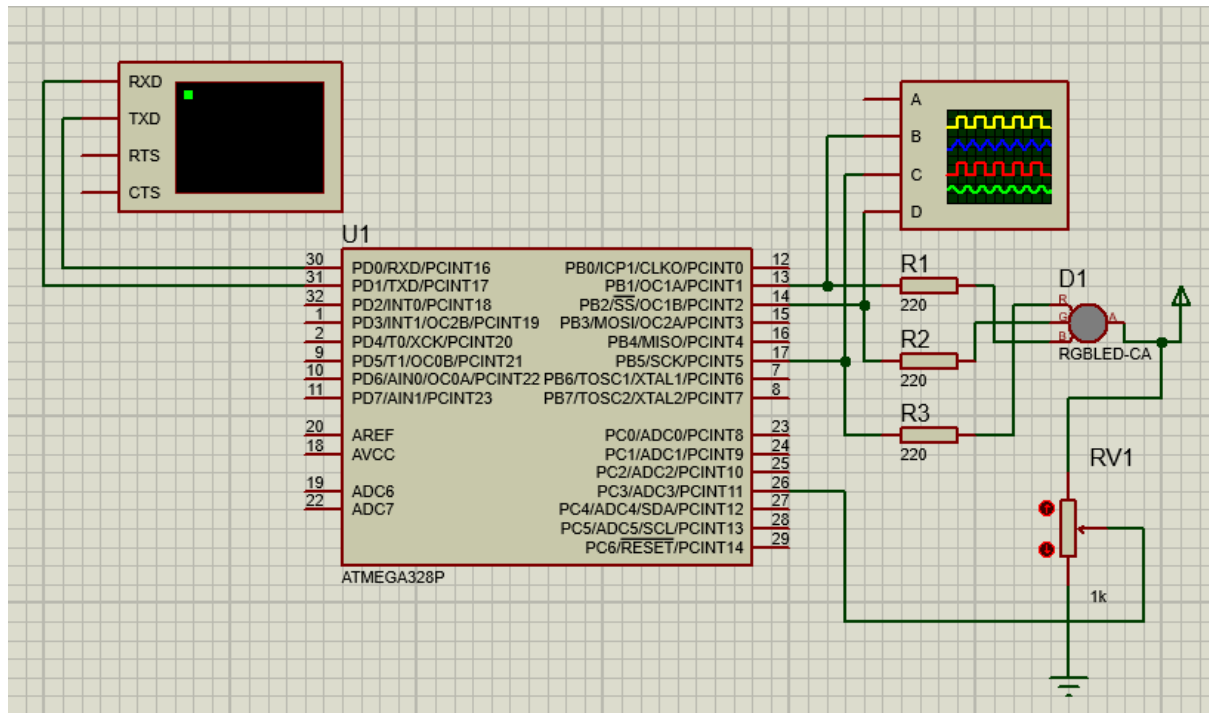 RXD
TXD
RTS
CTS
A
B
C
D
U1
30 PD0/RXD/PCINT16
31 PD1/TXD/PCINT17
32 PD2/INT0/PCINT18
1 PD3/INT1/OC2B/PCINT19
2 PD4/T0/XCK/PCINT20
9 PD5/T1/OC0B/PCINT21
10 PD6/AIN0/OC0A/PCINT22
11 PD7/AIN1/PCINT23
20 AREF
18 AVCC
19 ADC6
22 ADC7
PB0/ICP1/CLKO/PCINT0 12
PB1/OC1A/PCINT1 13
PB2/SS/OC1B/PCINT2 14
PB3/MOSI/OC2A/PCINT3 15
PB4/MISO/PCINT4 16
PB5/SCK/PCINT5 17
PB6/TOSC1/XTAL1/PCINT6 7
PB7/TOSC2/XTAL2/PCINT7 8
PC0/ADC0/PCINT8 23
PC1/ADC1/PCINT9 24
PC2/ADC2/PCINT10 25
PC3/ADC3/PCINT11 26
PC4/ADC4/SDA/PCINT12 27
PC5/ADC5/SCL/PCINT13 28
PC6/RESET/PCINT14 29
ATMEGA328P
R1
220
R2
220
R3
220
D1
R
G
B
A
RGBLED-CA
RV1
1k